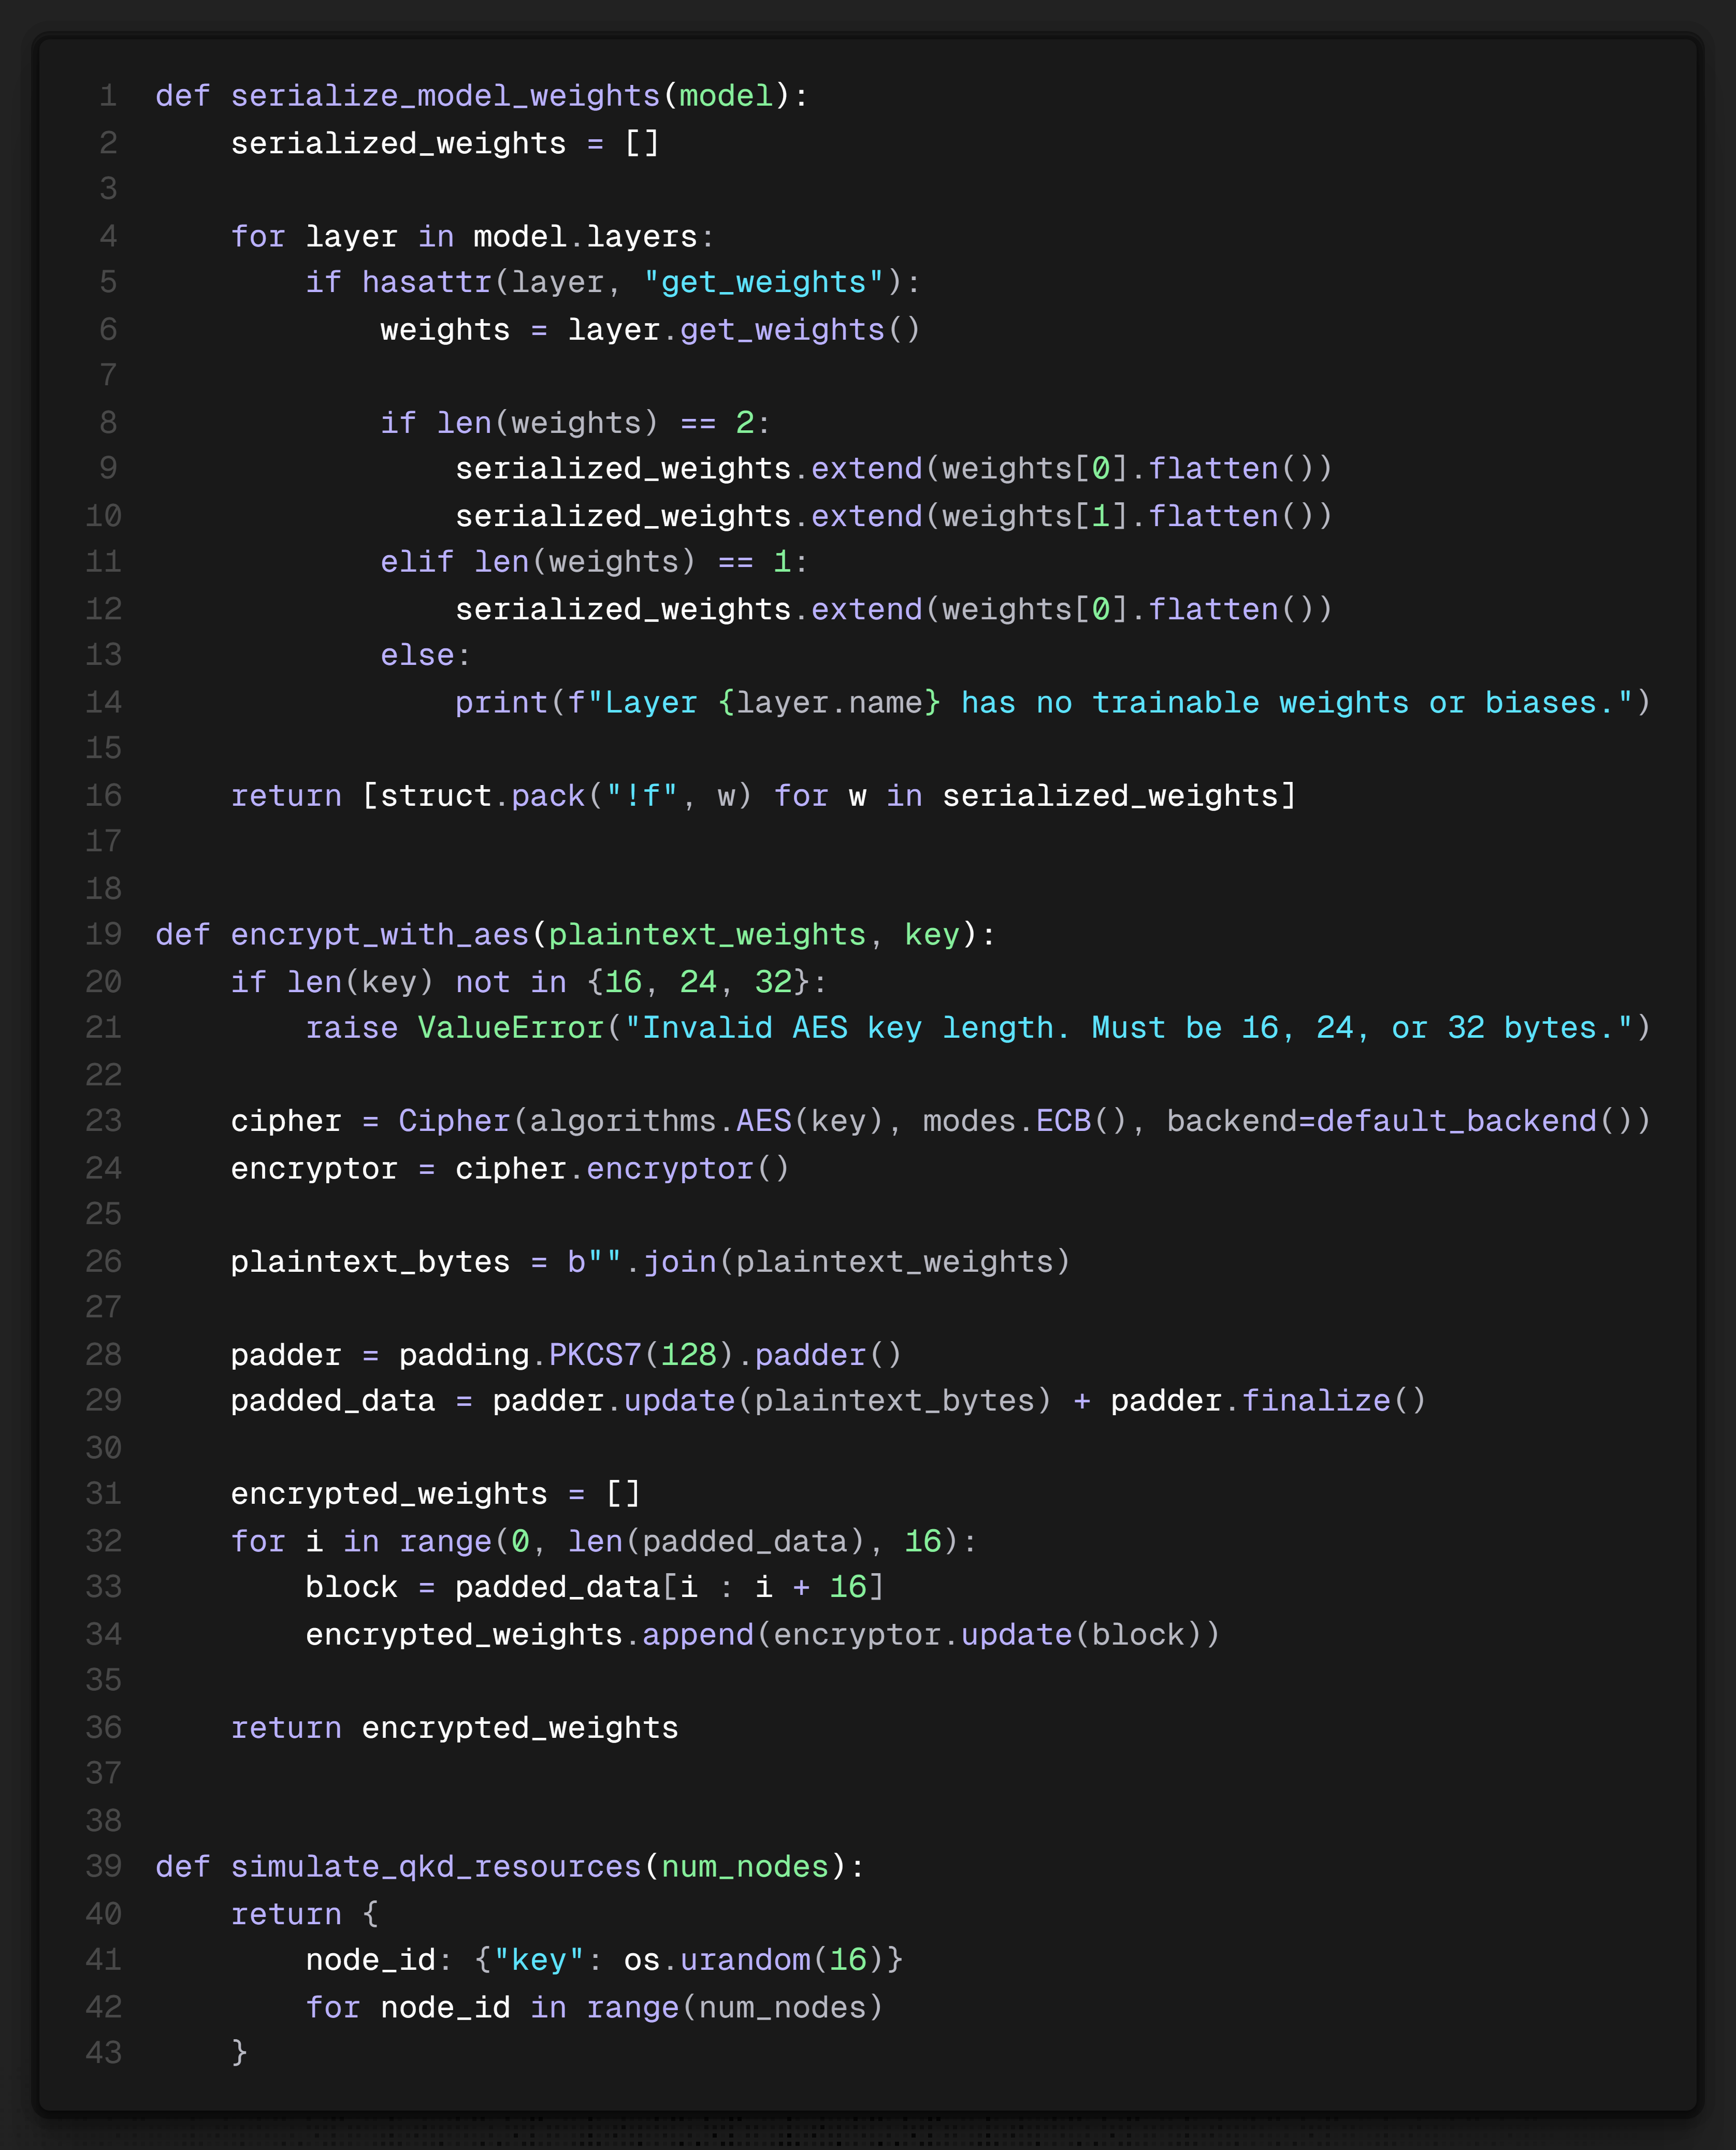 1 def serialize_model_weights(model):
2     serialized_weights = []
3
4     for layer in model.layers:
5         if hasattr(layer, "get_weights"):
6             weights = layer.get_weights()
7
8             if len(weights) == 2:
9                 serialized_weights.extend(weights[0].flatten())
10                 serialized_weights.extend(weights[1].flatten())
11             elif len(weights) == 1:
12                 serialized_weights.extend(weights[0].flatten())
13             else:
14                 print(f"Layer {layer.name} has no trainable weights or biases.")
15
16     return [struct.pack("!f", w) for w in serialized_weights]
17
18
19 def encrypt_with_aes(plaintext_weights, key):
20     if len(key) not in {16, 24, 32}:
21         raise ValueError("Invalid AES key length. Must be 16, 24, or 32 bytes.")
22
23     cipher = Cipher(algorithms.AES(key), modes.ECB(), backend=default_backend())
24     encryptor = cipher.encryptor()
25
26     plaintext_bytes = b"".join(plaintext_weights)
27
28     padder = padding.PKCS7(128).padder()
29     padded_data = padder.update(plaintext_bytes) + padder.finalize()
30
31     encrypted_weights = []
32     for i in range(0, len(padded_data), 16):
33         block = padded_data[i : i + 16]
34         encrypted_weights.append(encryptor.update(block))
35
36     return encrypted_weights
37
38
39 def simulate_qkd_resources(num_nodes):
40     return {
41         node_id: {"key": os.urandom(16)}
42         for node_id in range(num_nodes)
43     }